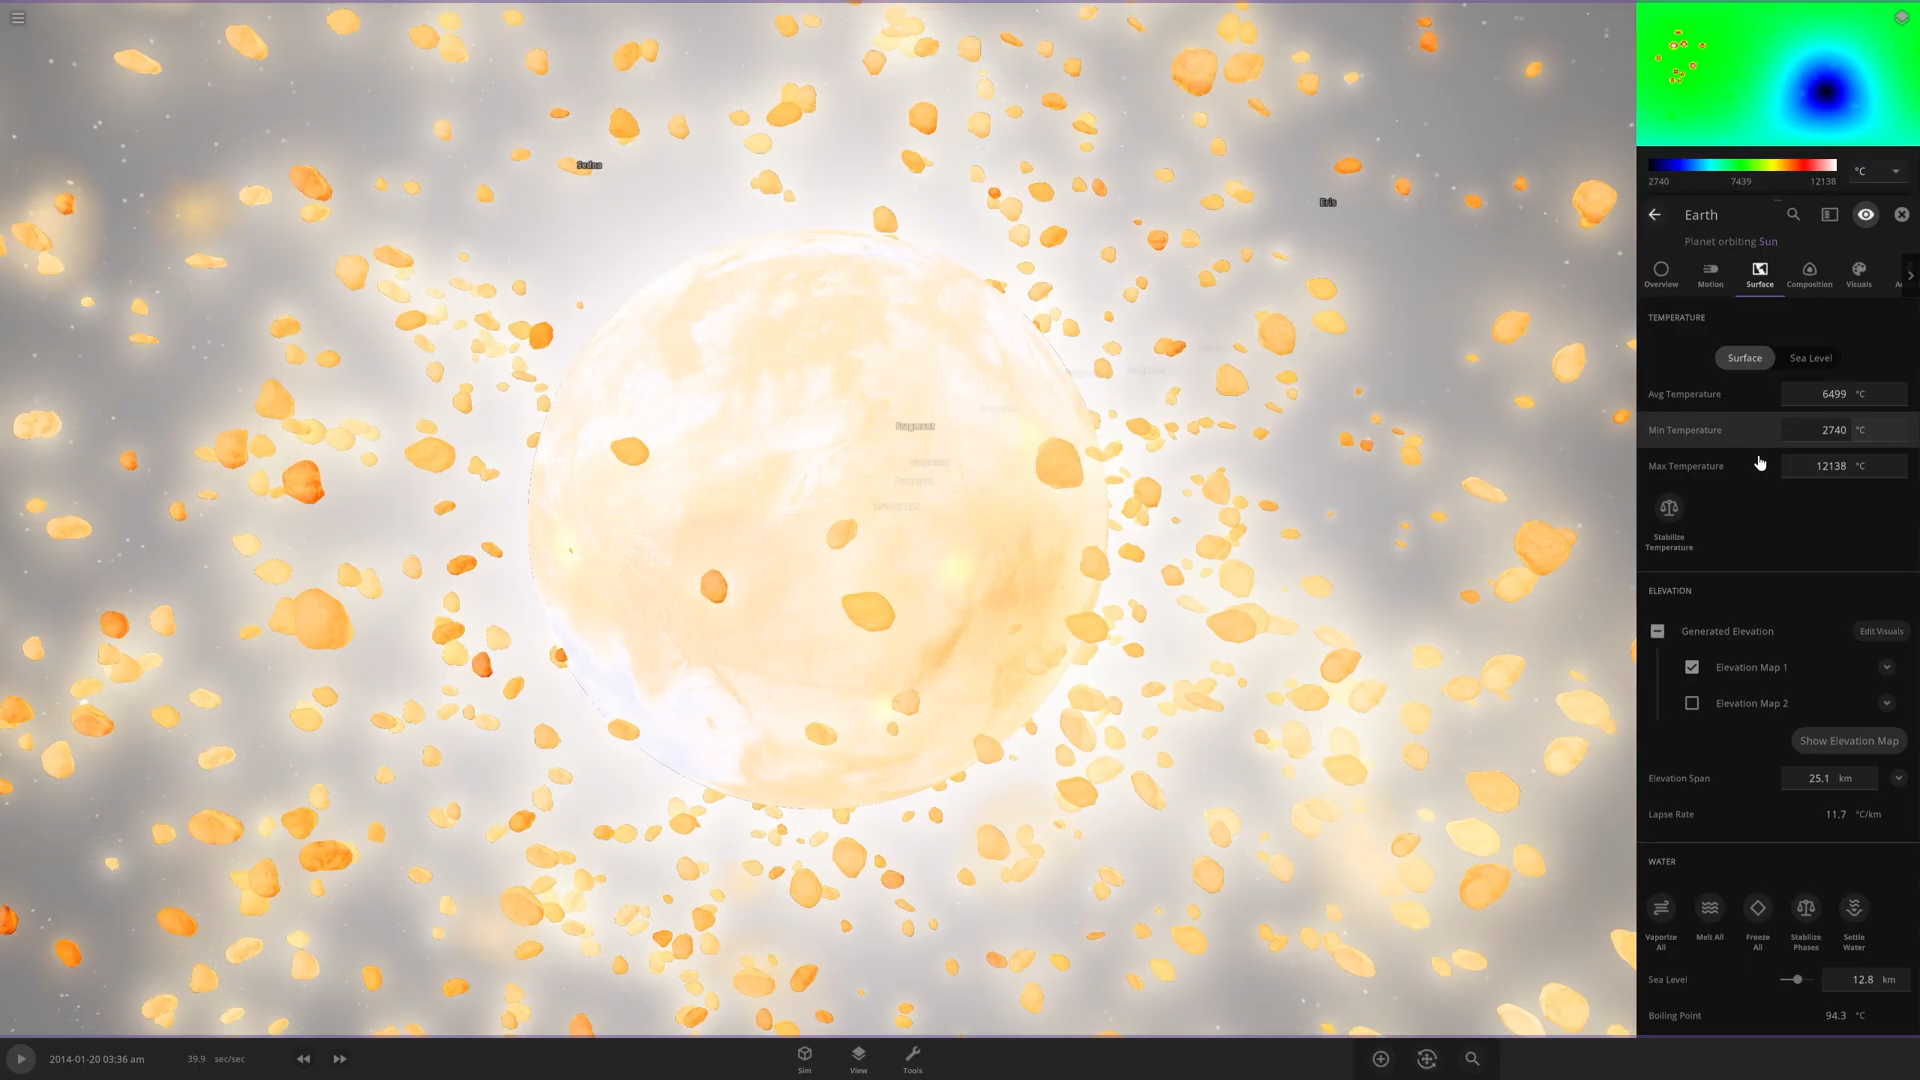 Sedna
Eris
Fragment
Fragment
Fragment
2740
7439
12138
°C
Earth
Planet orbiting Sun
Overview
Motion
Surface
Composition
Visuals
TEMPERATURE
Surface
Sea Level
Avg Temperature
6499 °C
Min Temperature
2740 °C
Max Temperature
12138 °C
Stabilize
Temperature
ELEVATION
Generated Elevation
Edit Visuals
Elevation Map 1
Elevation Map 2
Show Elevation Map
Elevation Span
25.1 km
Lapse Rate
11.7 °C/km
WATER
Vaporize
All
Melt All
Freeze
All
Stabilize
Phases
Settle
Water
Sea Level
12.8 km
Boiling Point
94.3 °C
2014-01-20 03:36 am
39.9 sec/sec
Sim
View
Tools